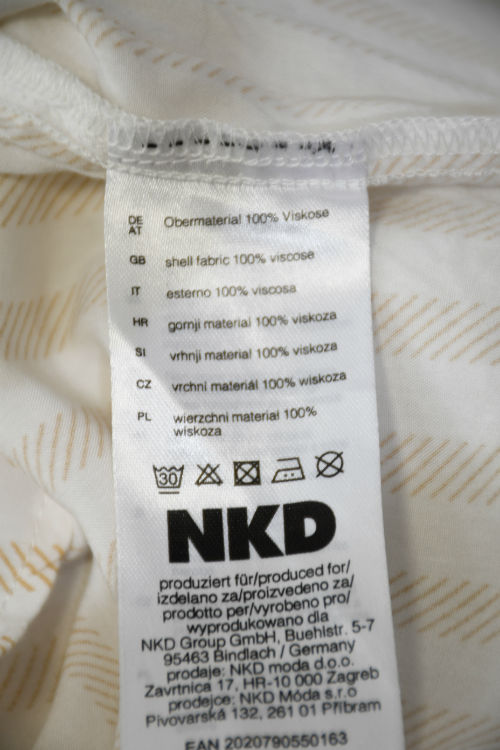 DE AT Obermaterial 100% Viskose
GB shell fabric 100% viscose
IT esterno 100% viscosa
HR gornji material 100% viskoza
SI vrhnji material 100% viskoza
CZ vrchni materiál 100% wiskoza
PL wierzchni materiał 100%
wiskoza
30
NKD
produziert für/produced for/
izdelano za/proizvedeno za/
prodotto per/vyrobeno pro/
wyprodukowano dla
NKD Group GmbH, Buehlstr. 5-7
95463 Bindlach / Germany
prodaje: NKD moda d.o.o.
Zavrtnica 17, HR-10 000 Zagreb
prodejce: NKD Móda s.r.o
Pivovarská 132, 261 01 Příbram
EAN 2020790550163